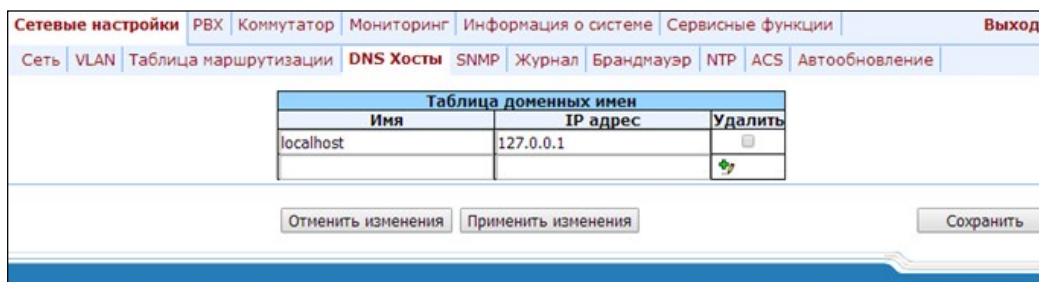 Сетевые настройки PBX Коммутатор Мониторинг Информация о системе Сервисные функции Выход
Сеть VLAN Таблица маршрутизации DNS Хосты SNMP Журнал Брандмауэр NTP ACS Автообновление
Таблица доменных имен
Имя IP адрес Удалить
localhost 127.0.0.1
Отменить изменения Применить изменения Сохранить